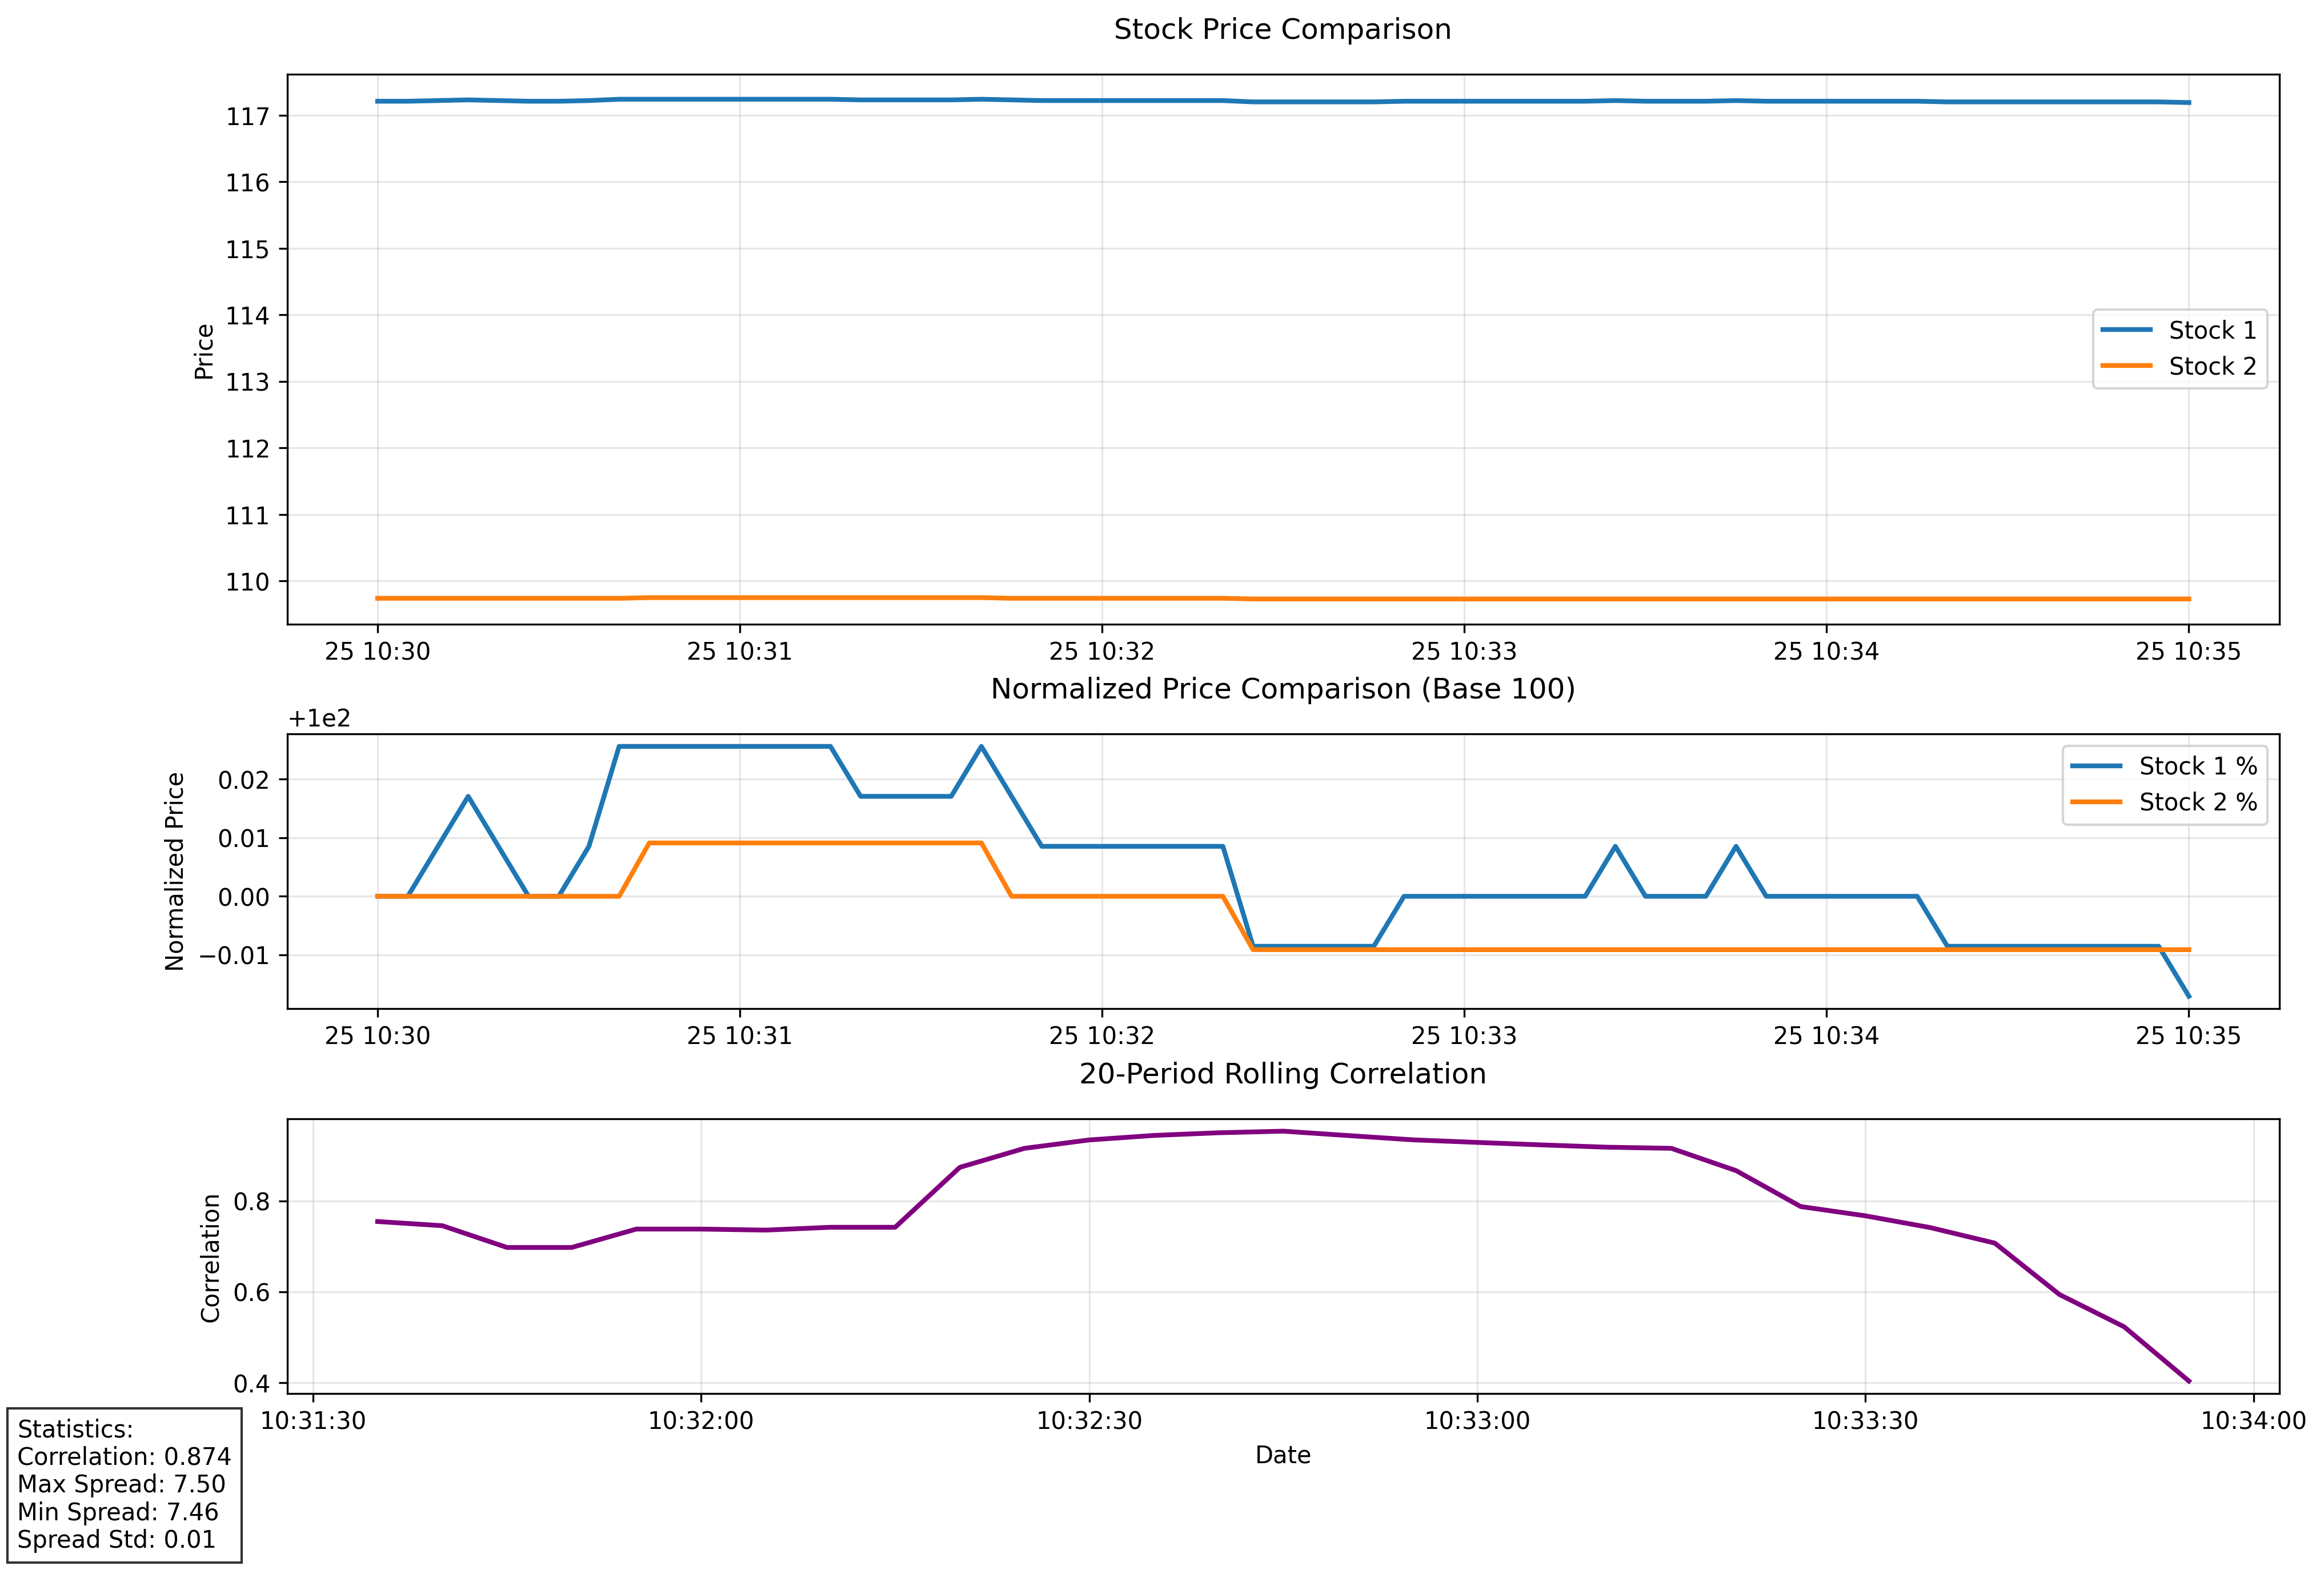 Stock Price Comparison
117
116
115
114
113
112
111
110
Price
Stock 1
Stock 2
25 10:30 25 10:31 25 10:32 25 10:33 25 10:34 25 10:35
Normalized Price Comparison (Base 100)
+1e2
0.02
0.01
0.00
−0.01
Normalized Price
Stock 1 %
Stock 2 %
25 10:30 25 10:31 25 10:32 25 10:33 25 10:34 25 10:35
20-Period Rolling Correlation
0.8
0.6
0.4
Correlation
10:31:30 10:32:00 10:32:30 10:33:00 10:33:30 10:34:00
Date
Statistics:
Correlation: 0.874
Max Spread: 7.50
Min Spread: 7.46
Spread Std: 0.01